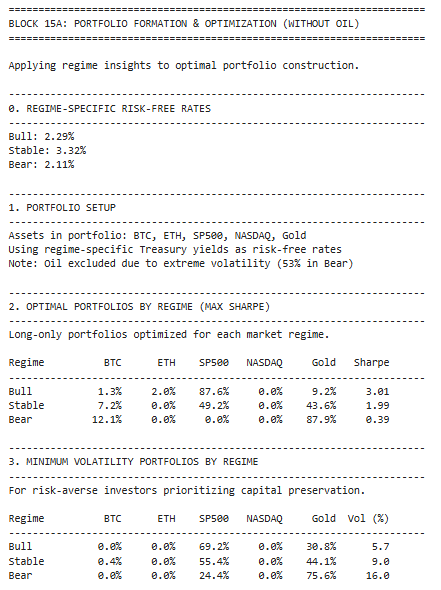 ======================================================================
BLOCK 15A: PORTFOLIO FORMATION & OPTIMIZATION (WITHOUT OIL)
======================================================================
Applying regime insights to optimal portfolio construction.
----------------------------------------------------------------------
0. REGIME-SPECIFIC RISK-FREE RATES
----------------------------------------------------------------------
Bull: 2.29%
Stable: 3.32%
Bear: 2.11%
----------------------------------------------------------------------
1. PORTFOLIO SETUP
----------------------------------------------------------------------
Assets in portfolio: BTC, ETH, SP500, NASDAQ, Gold
Using regime-specific Treasury yields as risk-free rates
Note: Oil excluded due to extreme volatility (53% in Bear)
----------------------------------------------------------------------
2. OPTIMAL PORTFOLIOS BY REGIME (MAX SHARPE)
----------------------------------------------------------------------
Long-only portfolios optimized for each market regime.
Regime BTC ETH SP500 NASDAQ Gold Sharpe
----------------------------------------------------------------------
Bull 1.3% 2.0% 87.6% 0.0% 9.2% 3.01
Stable 7.2% 0.0% 49.2% 0.0% 43.6% 1.99
Bear 12.1% 0.0% 0.0% 0.0% 87.9% 0.39
----------------------------------------------------------------------
3. MINIMUM VOLATILITY PORTFOLIOS BY REGIME
----------------------------------------------------------------------
For risk-averse investors prioritizing capital preservation.
Regime BTC ETH SP500 NASDAQ Gold Vol (%)
----------------------------------------------------------------------
Bull 0.0% 0.0% 69.2% 0.0% 30.8% 5.7
Stable 0.4% 0.0% 55.4% 0.0% 44.1% 9.0
Bear 0.0% 0.0% 24.4% 0.0% 75.6% 16.0